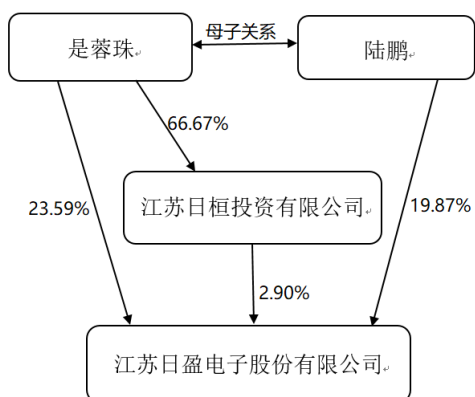 是蓉珠
母子关系
陆鹏
66.67%
23.59%
江苏日桓投资有限公司
19.87%
2.90%
江苏日盈电子股份有限公司